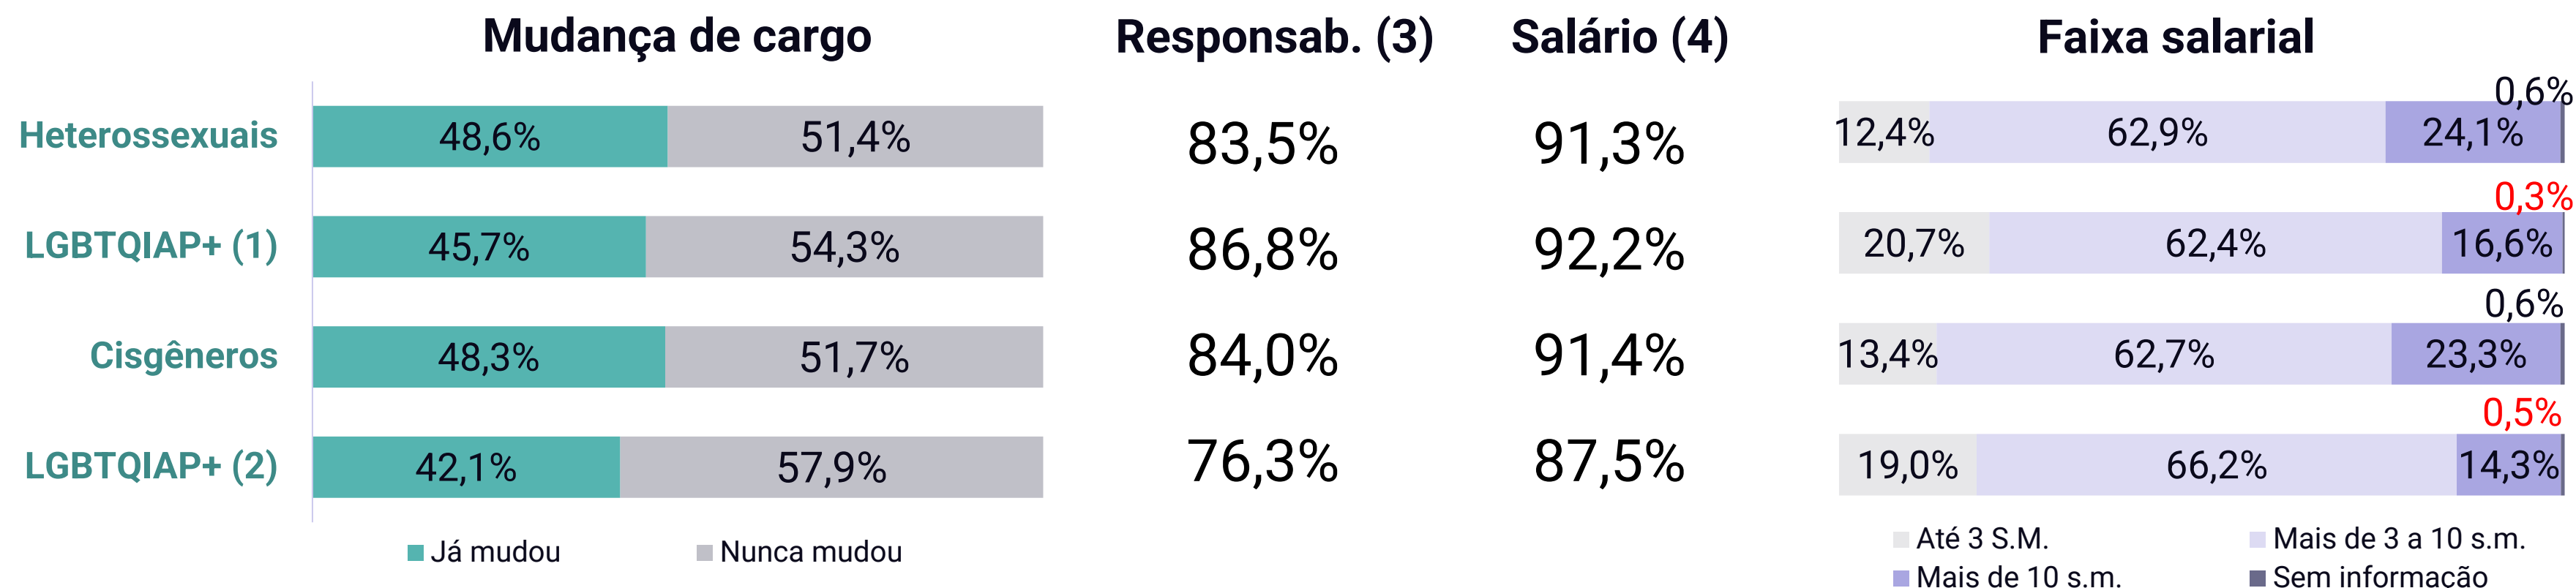 Mudança de cargo
Responsab. (3)
Salário (4)
Faixa salarial
Heterossexuais
48,6%
51,4%
83,5%
91,3%
12,4%
62,9%
24,1%
0,6%
LGBTQIAP+ (1)
45,7%
54,3%
86,8%
92,2%
20,7%
62,4%
16,6%
0,3%
Cisgêneros
48,3%
51,7%
84,0%
91,4%
13,4%
62,7%
23,3%
0,6%
LGBTQIAP+ (2)
42,1%
57,9%
76,3%
87,5%
19,0%
66,2%
14,3%
0,5%
Já mudou
Nunca mudou
Até 3 S.M.
Mais de 3 a 10 s.m.
Mais de 10 s.m.
Sem informação